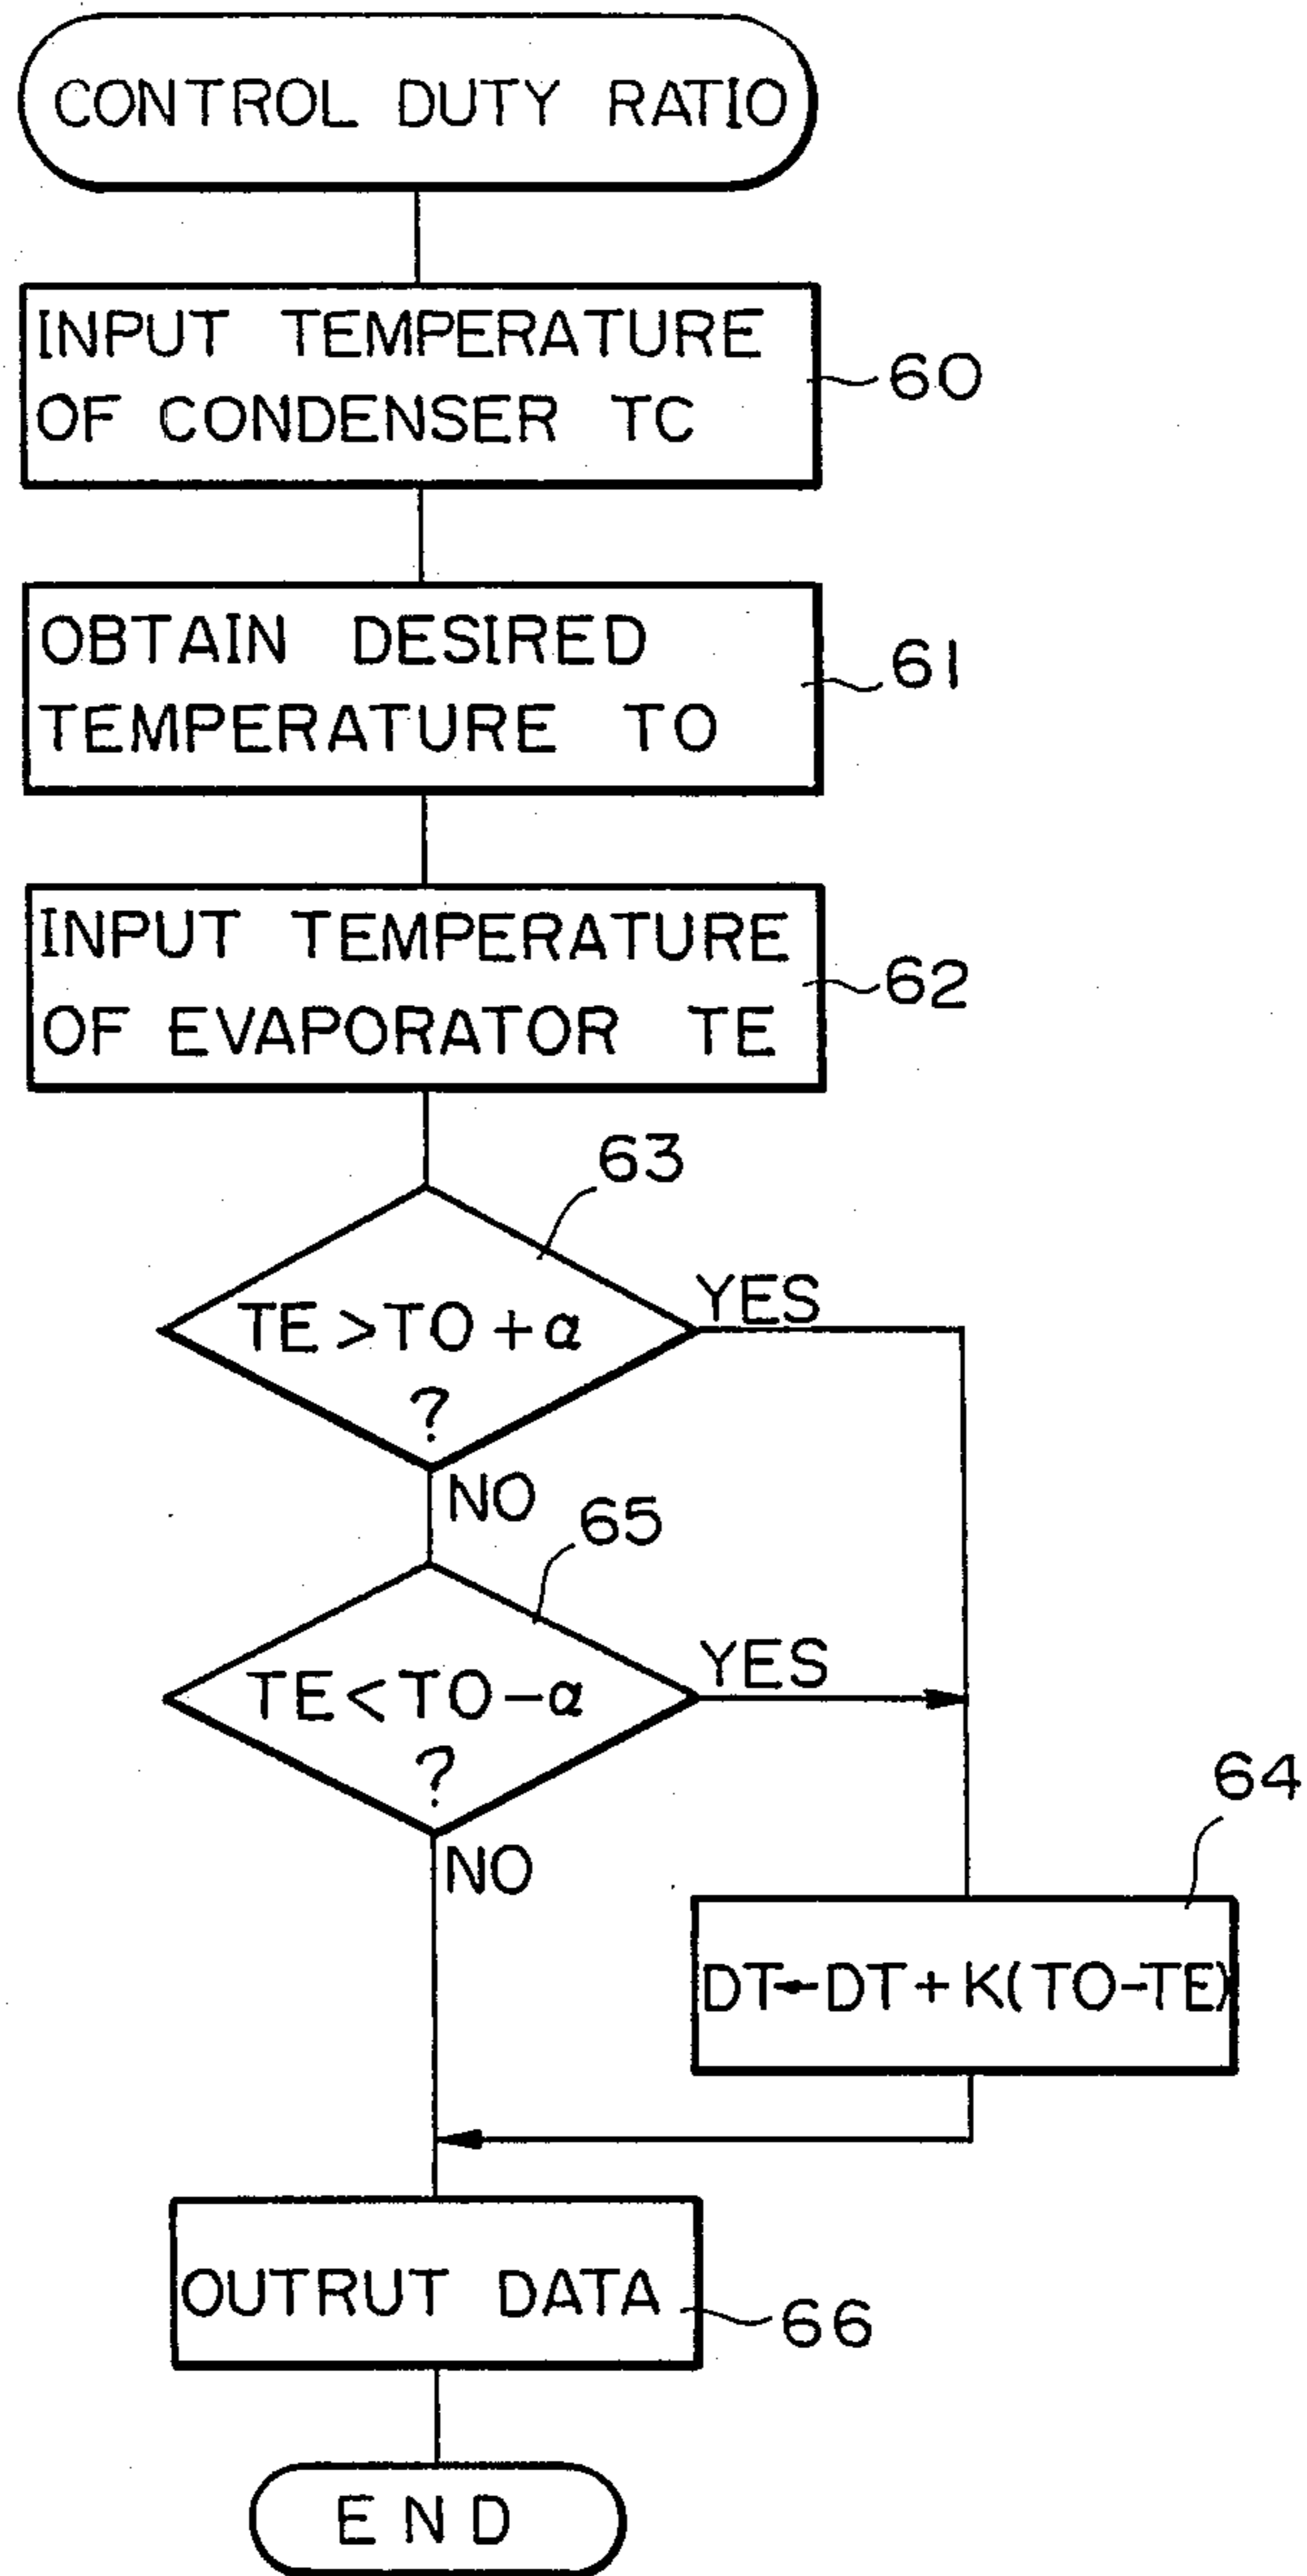 CONTROL DUTY RATIO
INPUT TEMPERATURE
OF CONDENSER TC
60
OBTAIN DESIRED
TEMPERATURE TO
61
INPUT TEMPERATURE
OF EVAPORATOR TE
62
63
TE > TO + α
?
YES
NO
65
TE < TO - α
?
YES
NO
64
DT ← DT + K(TO-TE)
OUTRUT DATA
66
END